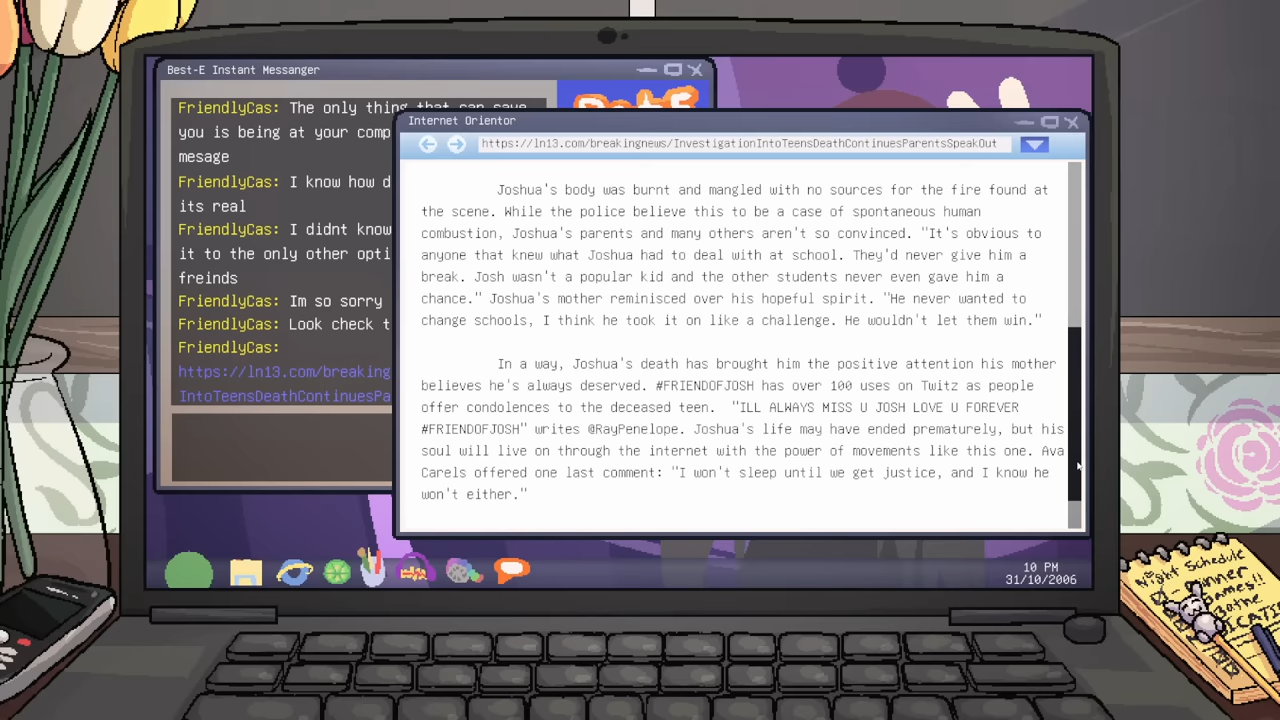 Best-E Instant Messanger
FriendlyCas: The only thing that can save
you is being at your comp
mesage
FriendlyCas: I know how d
its real
FriendlyCas: I didnt know
it to the only other opti
freinds
FriendlyCas: Im so sorry
FriendlyCas: Look check t
FriendlyCas:
https://ln13.com/breaking
IntoTeensDeathContinuesPa
Internet Orientor
https://ln13.com/breakingnews/InvestigationIntoTeensDeathContinuesParentsSpeakOut
Joshua's body was burnt and mangled with no sources for the fire found at
the scene. While the police believe this to be a case of spontaneous human
combustion, Joshua's parents and many others aren't so convinced. "It's obvious to
anyone that knew what Joshua had to deal with at school. They'd never give him a
break. Josh wasn't a popular kid and the other students never even gave him a
chance." Joshua's mother reminisced over his hopeful spirit. "He never wanted to
change schools, I think he took it on like a challenge. He wouldn't let them win."
In a way, Joshua's death has brought him the positive attention his mother
believes he's always deserved. #FRIENDOFJOSH has over 100 uses on Twitz as people
offer condolences to the deceased teen. "ILL ALWAYS MISS U JOSH LOVE U FOREVER
#FRIENDOFJOSH" writes @RayPenelope. Joshua's life may have ended prematurely, but his
soul will live on through the internet with the power of movements like this one. Ava
Carels offered one last comment: "I won't sleep until we get justice, and I know he
won't either."
10 PM
31/10/2006
Night Schedule
Dinner
Games!!